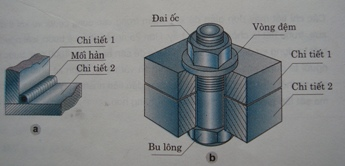 Chi tiết 1
Mối hàn
Chi tiết 2
a
Đai ốc
Vòng đệm
Chi tiết 1
Chi tiết 2
Bu lông
b